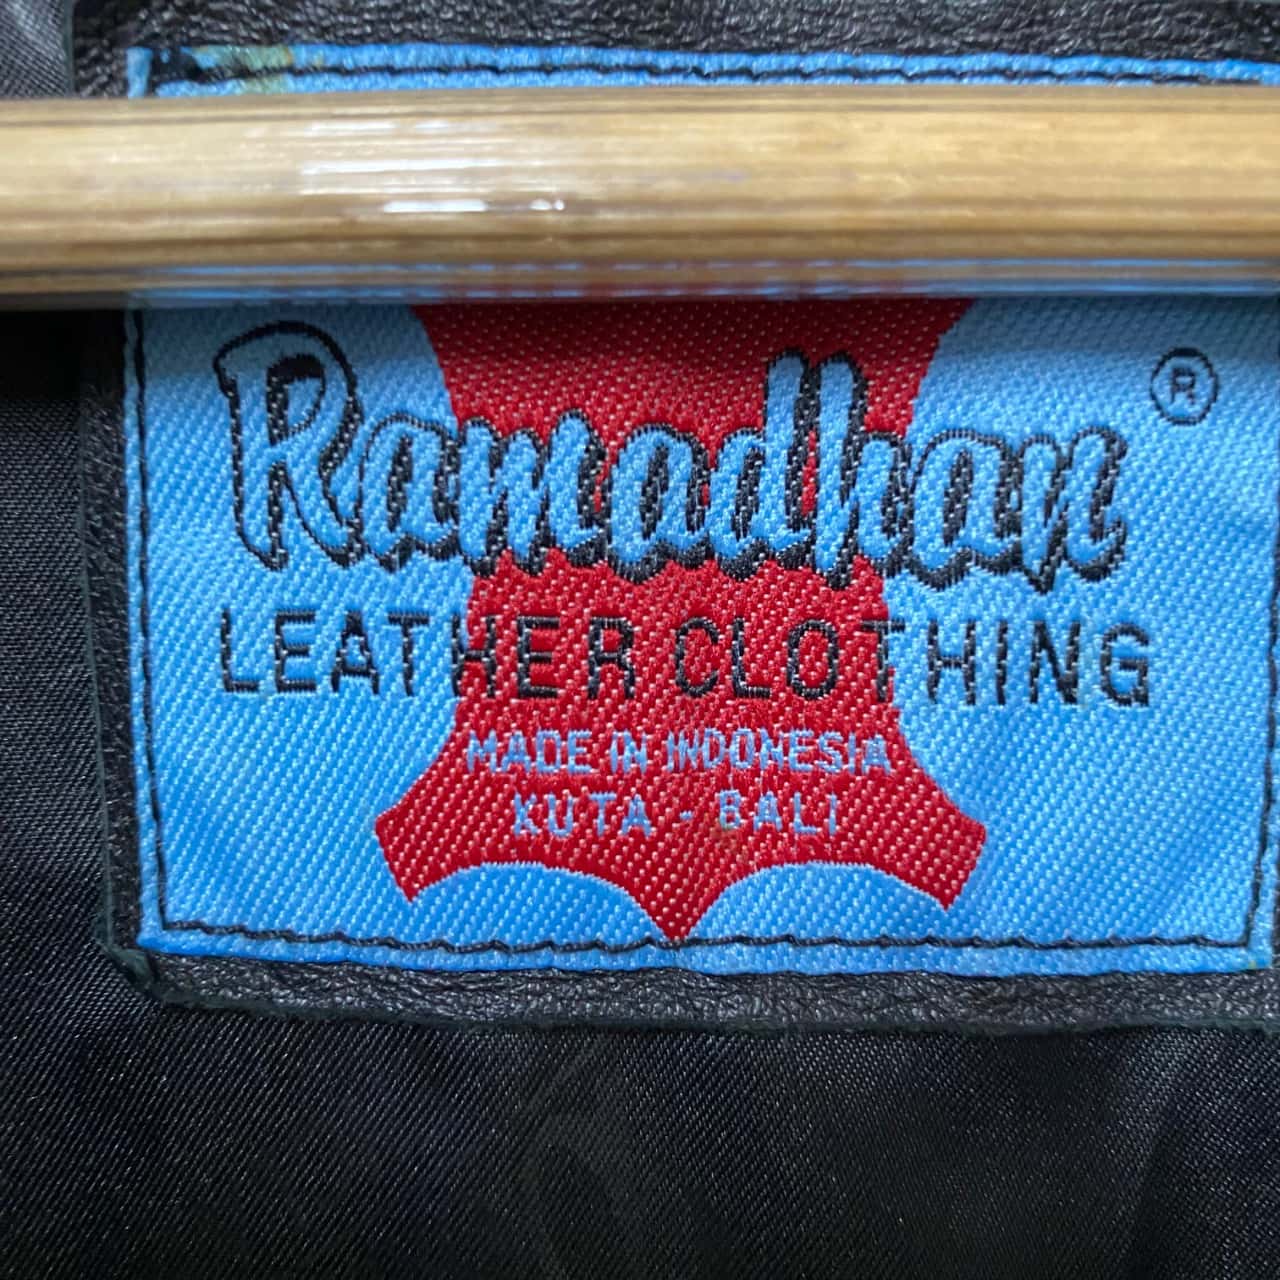 Ramadhan ®
LEATHER CLOTHING
MADE IN INDONESIA
KUTA - BALI